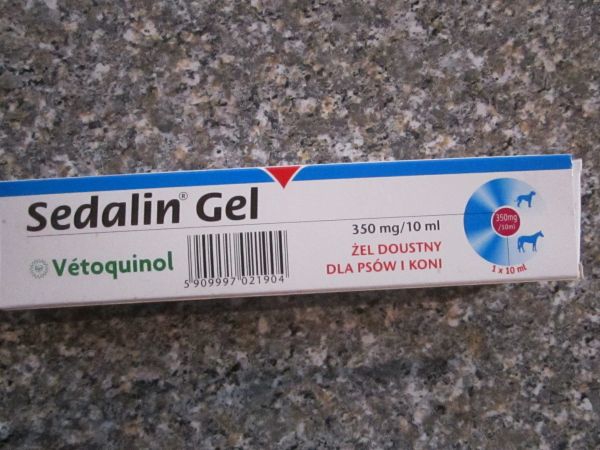 Sedalin® Gel
350 mg/10 ml
ŻEL DOUSTNY
DLA PSÓW I KONI
Vétoquinol
5 909997 021904
350mg
/10ml
1 x 10 ml